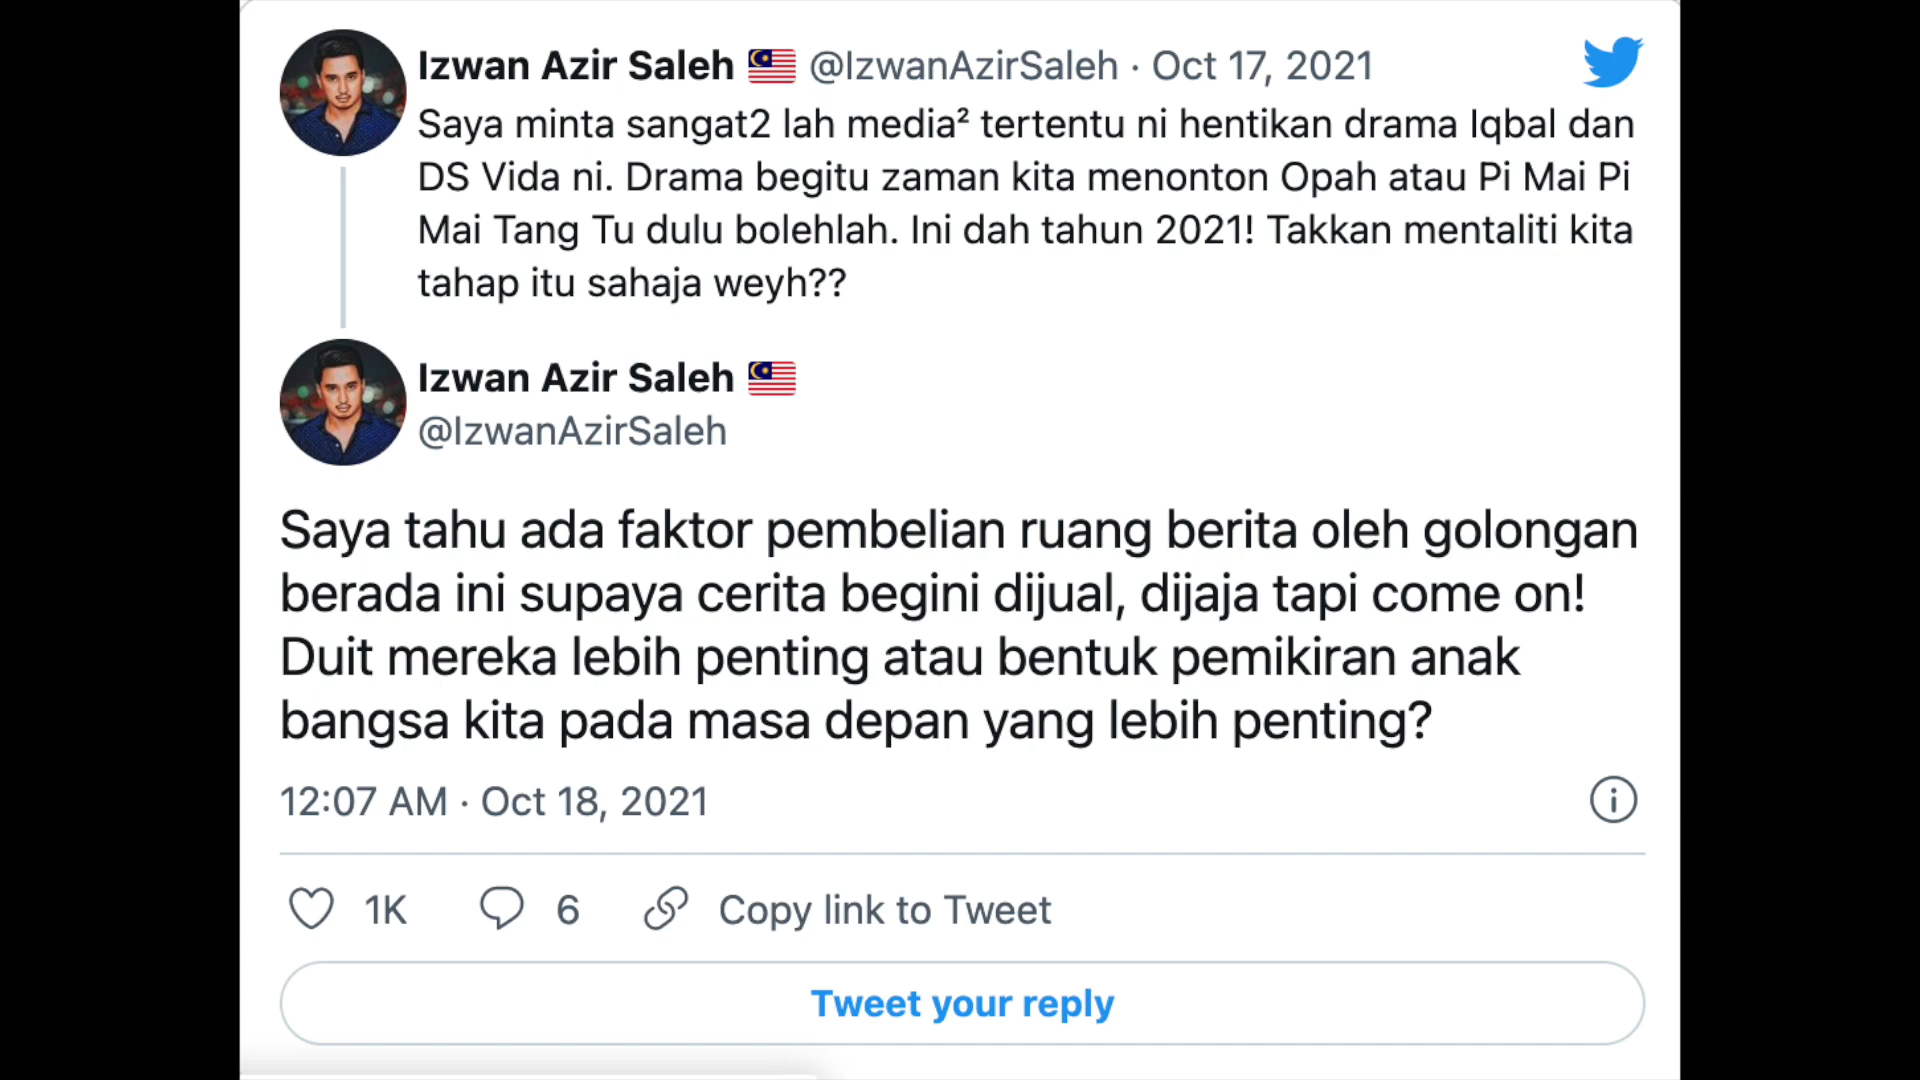 Izwan Azir Saleh 🇲🇾 @IzwanAzirSaleh · Oct 17, 2021
Saya minta sangat2 lah media² tertentu ni hentikan drama Iqbal dan
DS Vida ni. Drama begitu zaman kita menonton Opah atau Pi Mai Pi
Mai Tang Tu dulu bolehlah. Ini dah tahun 2021! Takkan mentaliti kita
tahap itu sahaja weyh??
Izwan Azir Saleh 🇲🇾
@IzwanAzirSaleh
Saya tahu ada faktor pembelian ruang berita oleh golongan
berada ini supaya cerita begini dijual, dijaja tapi come on!
Duit mereka lebih penting atau bentuk pemikiran anak
bangsa kita pada masa depan yang lebih penting?
12:07 AM · Oct 18, 2021
1K 6 Copy link to Tweet
Tweet your reply